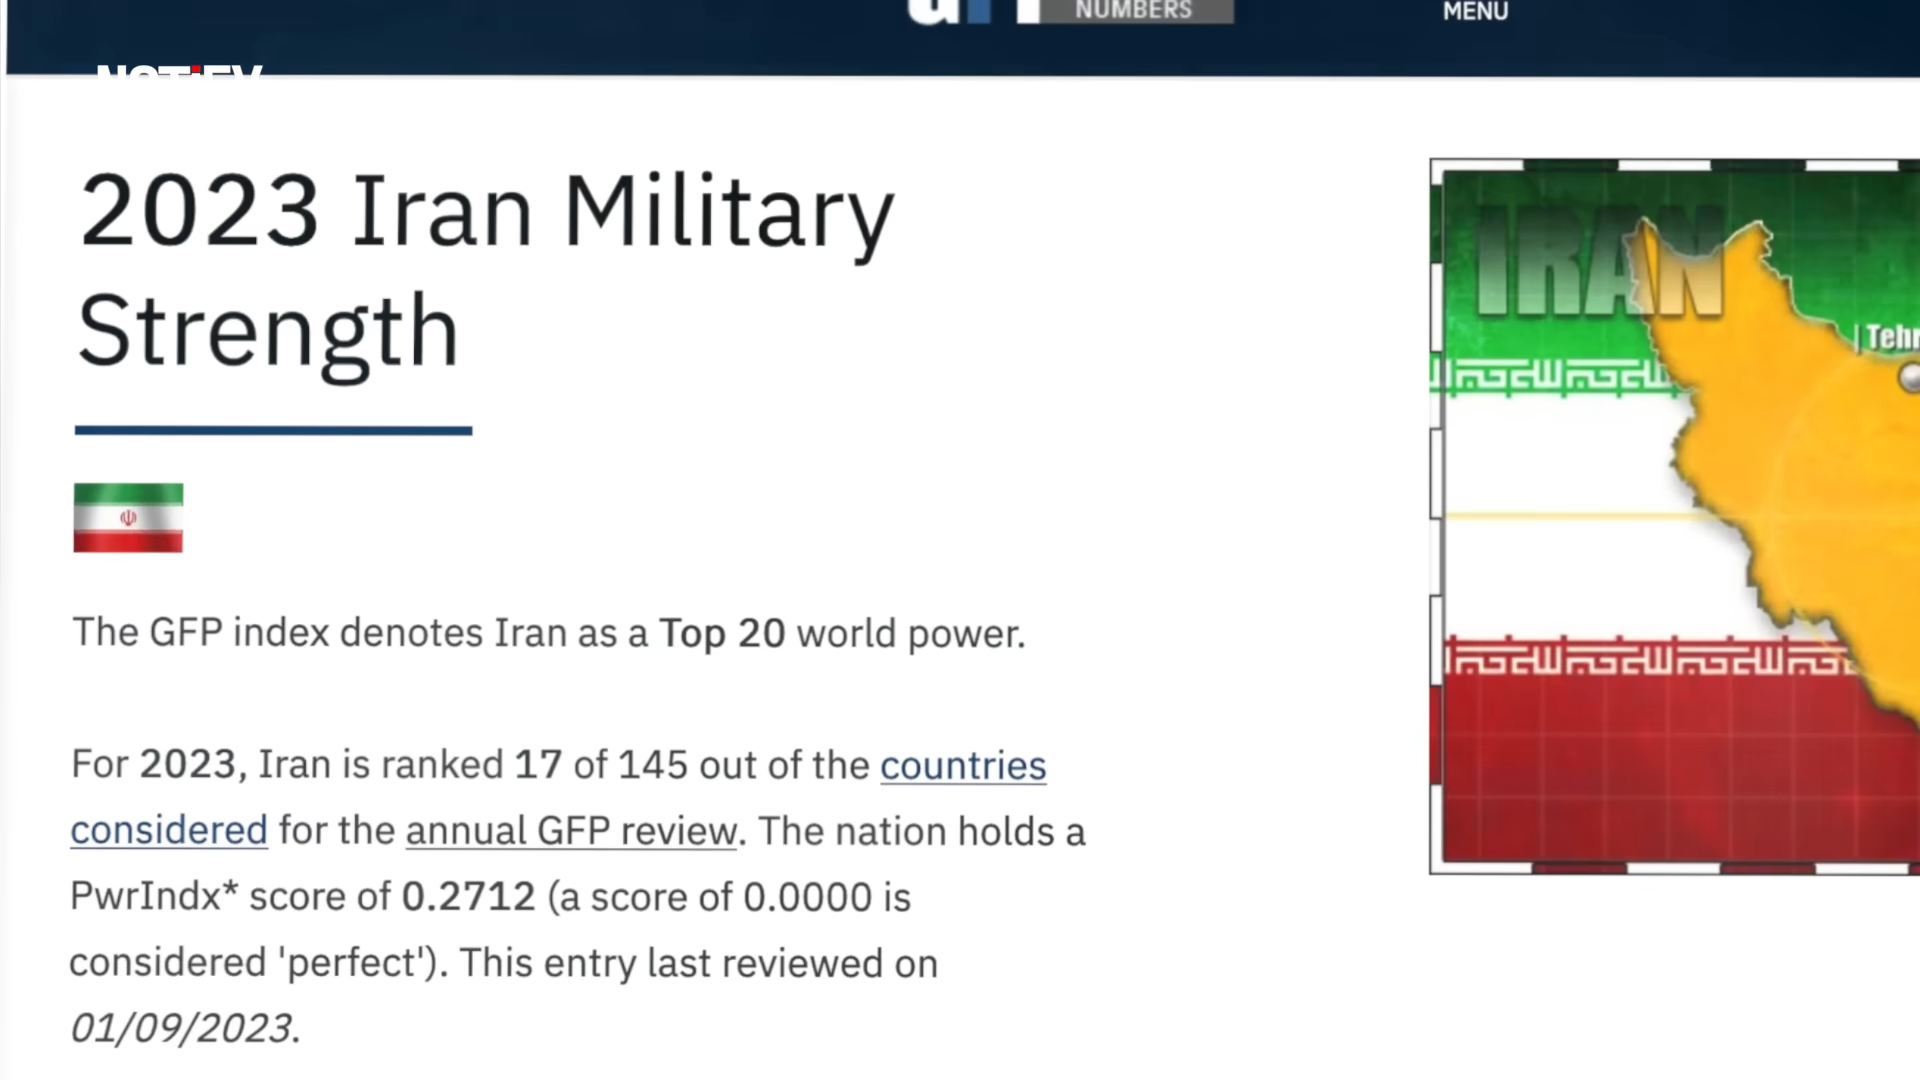 NUMBERS
MENU
2023 Iran Military
Strength
IRAN
The GFP index denotes Iran as a Top 20 world power.
For 2023, Iran is ranked 17 of 145 out of the countries
considered for the annual GFP review. The nation holds a
PwrIndx* score of 0.2712 (a score of 0.0000 is
considered 'perfect'). This entry last reviewed on
01/09/2023.